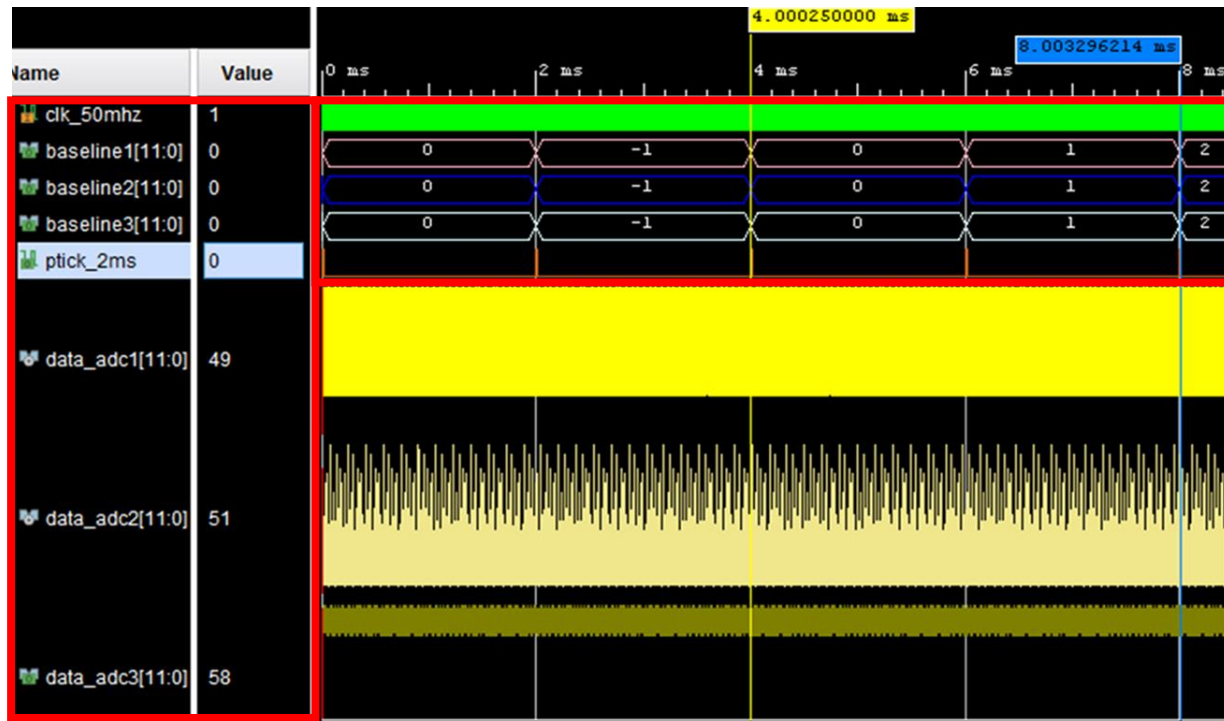 4.000250000 ms
8.003296214 ms
Name Value 0 ms 2 ms 4 ms 6 ms 8 ms
clk_50mhz 1
baseline1[11:0] 0 0 -1 0 1 2
baseline2[11:0] 0 0 -1 0 1 2
baseline3[11:0] 0 0 -1 0 1 2
ptick_2ms 0
data_adc1[11:0] 49
data_adc2[11:0] 51
data_adc3[11:0] 58